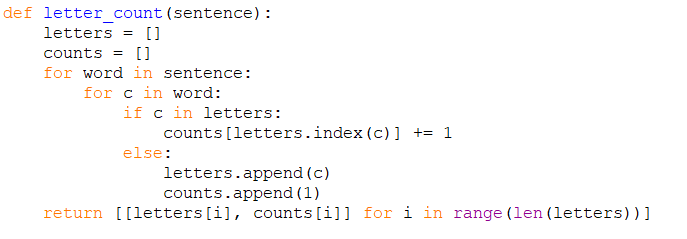 def letter_count(sentence):
    letters = []
    counts = []
    for word in sentence:
        for c in word:
            if c in letters:
                counts[letters.index(c)] += 1
            else:
                letters.append(c)
                counts.append(1)
    return [[letters[i], counts[i]] for i in range(len(letters))]